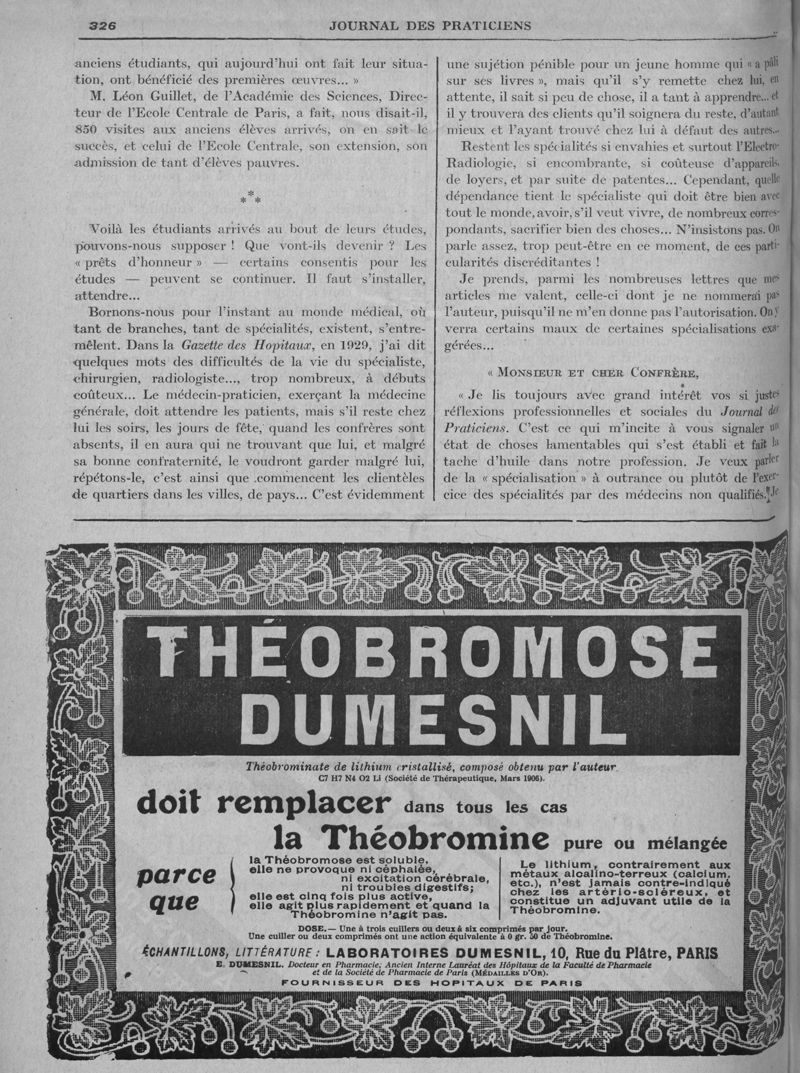 326
JOURNAL DES PRATICIENS
anciens étudiants, qui aujourd'hui ont fait leur situa-
tion, ont bénéficié des premières œuvres... »
M. Léon Guillet, de l'Académie des Sciences, Direc-
teur de l'Ecole Centrale de Paris, a fait, nous disait-il,
850 visites aux anciens élèves arrivés, on en sait le
succès, et celui de l'Ecole Centrale, son extension, son
admission de tant d'élèves pauvres.
* * *
Voilà les étudiants arrivés au bout de leurs études,
pouvons-nous supposer ! Que vont-ils devenir ? Les
« prêts d'honneur » — certains consentis pour les
études — peuvent se continuer. Il faut s'installer,
attendre...
Bornons-nous pour l'instant au monde médical, où
tant de branches, tant de spécialités, existent, s'entre-
mêlent. Dans la Gazette des Hopitaux, en 1929, j'ai dit
quelques mots des difficultés de la vie du spécialiste,
chirurgien, radiologiste..., trop nombreux, à débuts
coûteux... Le médecin-praticien, exerçant la médecine
générale, doit attendre les patients, mais s'il reste chez
lui les soirs, les jours de fête, quand les confrères sont
absents, il en aura qui ne trouvant que lui, et malgré
sa bonne confraternité, le voudront garder malgré lui,
répétons-le, c'est ainsi que commencent les clientèles
de quartiers dans les villes, de pays... C'est évidemment
une sujétion pénible pour un jeune homme qui « a pâli
sur ses livres », mais qu'il s'y remette chez lui, en
attente, il sait si peu de chose, il a tant à apprendre... et
il y trouvera des clients qu'il soignera du reste, d'autant
mieux et l'ayant trouvé chez lui à défaut des autres...
Restent les spécialités si envahies et surtout l'Electro-
Radiologie, si encombrante, si coûteuse d'appareils,
de loyers, et par suite de patentes... Cependant, quelle
dépendance tient le spécialiste qui doit être bien avec
tout le monde, avoir, s'il veut vivre, de nombreux corres-
pondants, sacrifier bien des choses... N'insistons pas. On
parle assez, trop peut-être en ce moment, de ces parti-
cularités discréditantes !
Je prends, parmi les nombreuses lettres que mes
articles me valent, celle-ci dont je ne nommerai pas
l'auteur, puisqu'il ne m'en donne pas l'autorisation. On y
verra certains maux de certaines spécialisations exa-
gérées...
« MONSIEUR ET CHER CONFRÈRE,
« Je lis toujours avec grand intérêt vos si justes
réflexions professionnelles et sociales du Journal des
Praticiens. C'est ce qui m'incite à vous signaler un
état de choses lamentables qui s'est établi et fait la
tache d'huile dans notre profession. Je veux parler
de la « spécialisation » à outrance ou plutôt de l'exer-
cice des spécialités par des médecins non qualifiés. Je
THÉOBROMOSE
DUMESNIL
Théobrominate de lithium cristallisé, composé obtenu par l'auteur
C7 H7 N4 O2 Li (Société de Thérapeutique, Mars 1906).
doit remplacer dans tous les cas
la Théobromine pure ou mélangée
parce
que
la Théobromose est soluble,
elle ne provoque ni céphalée,
ni excitation cérébrale,
ni troubles digestifs;
elle est cinq fois plus active,
elle agit plus rapidement et quand la
Théobromine n'agit pas.
Le lithium, contrairement aux
métaux alcalino-terreux (calcium,
etc.), n'est jamais contre-indiqué
chez les artério-scléreux, et
constitue un adjuvant utile de la
Théobromine.
DOSE.— Une à trois cuillers ou deux à six comprimés par jour.
Une cuiller ou deux comprimés ont une action équivalente à 0 gr. 50 de Théobromine.
ÉCHANTILLONS, LITTÉRATURE : LABORATOIRES DUMESNIL, 10, Rue du Plâtre, PARIS
E. DUMESNIL. Docteur en Pharmacie; Ancien Interne Lauréat des Hôpitaux de la Faculté de Pharmacie
et de la Société de Pharmacie de Paris (MÉDAILLES D'OR).
FOURNISSEUR DES HOPITAUX DE PARIS